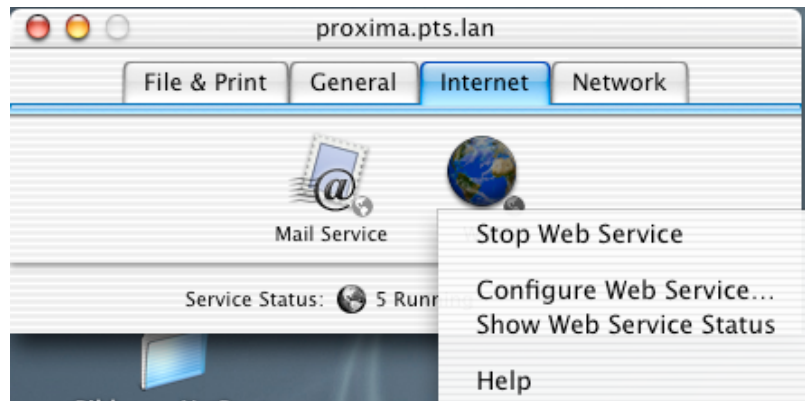 proxima.pts.lan
File & Print General Internet Network
Mail Service
Service Status: 5 Running
Stop Web Service
Configure Web Service...
Show Web Service Status
Help